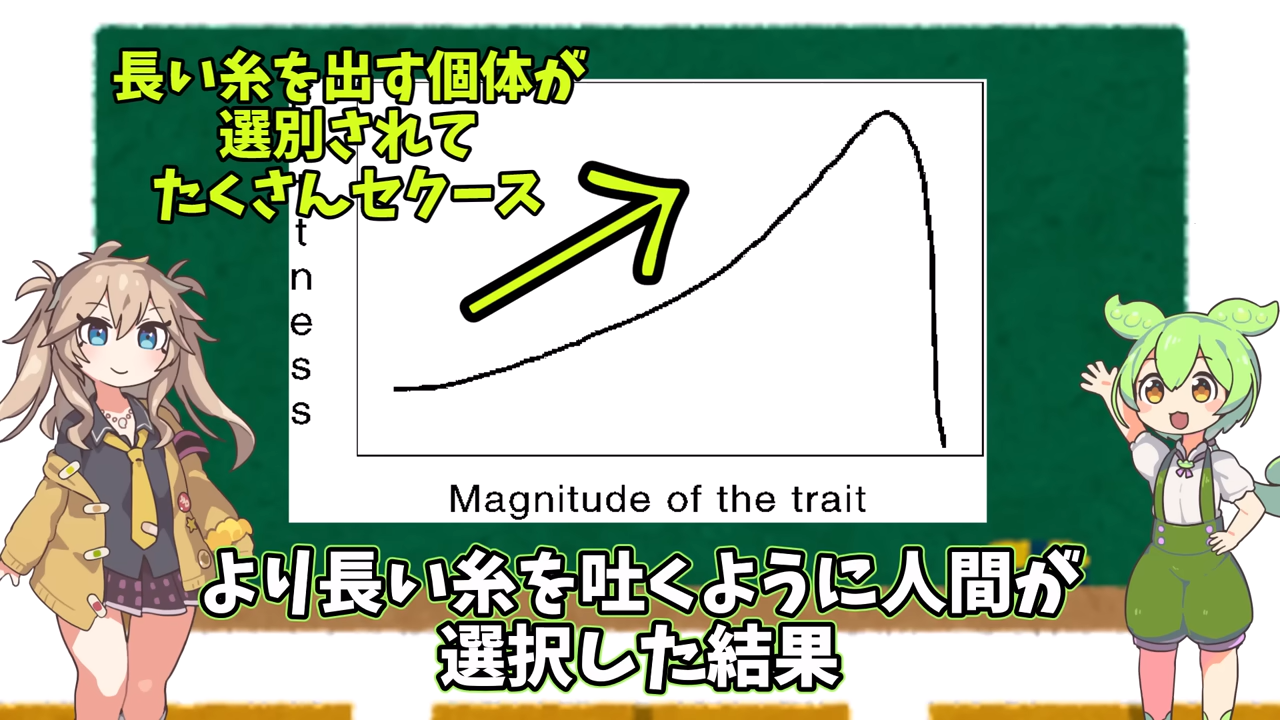 長い糸を出す個体が
選別されて
たくさんセクース
t
n
e
s
s
Magnitude of the trait
より長い糸を吐くように人間が
選択した結果